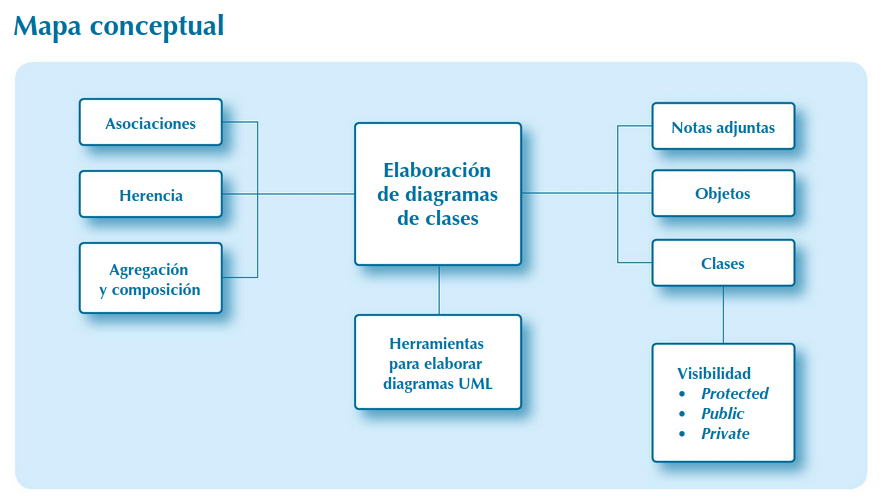 Mapa conceptual
Asociaciones
Herencia
Agregación
y composición
Elaboración
de diagramas
de clases
Herramientas
para elaborar
diagramas UML
Notas adjuntas
Objetos
Clases
Visibilidad
• Protected
• Public
• Private